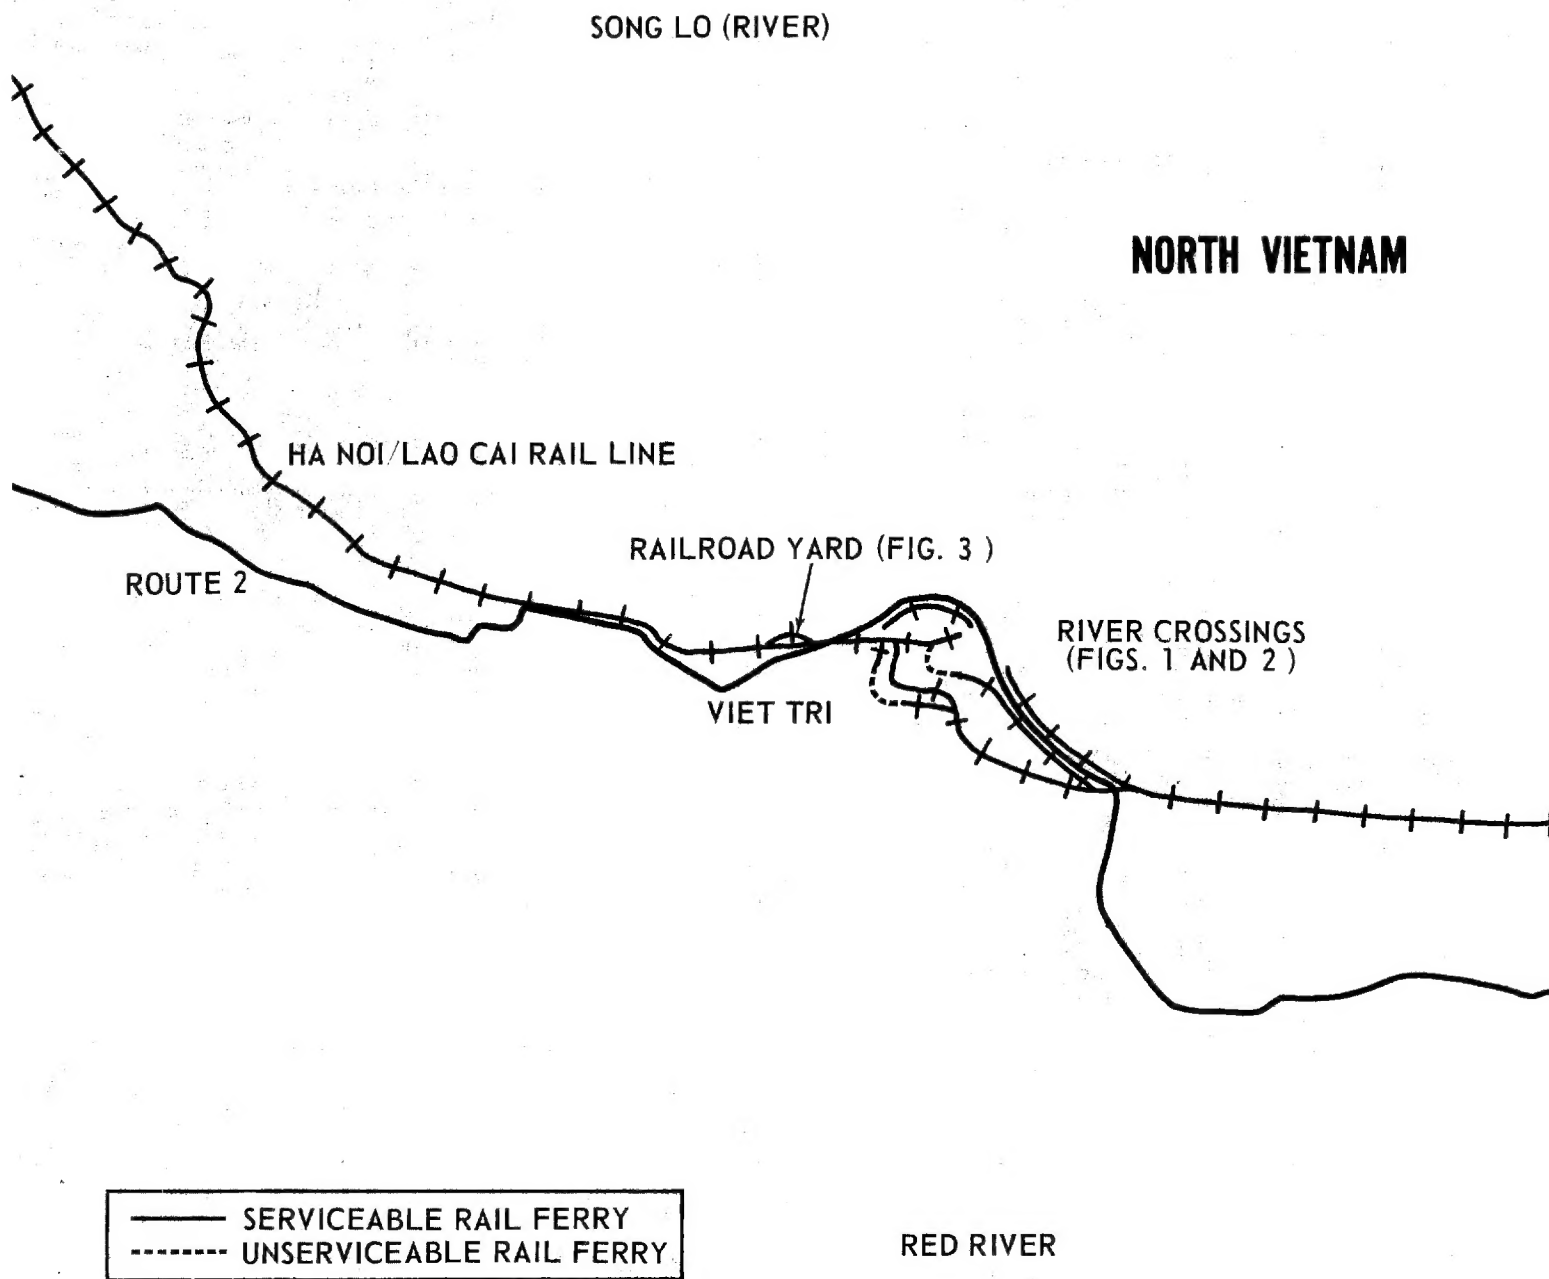 SONG LO (RIVER)
NORTH VIETNAM
HA NOI/LAO CAI RAIL LINE
RAILROAD YARD (FIG. 3 )
ROUTE 2
RIVER CROSSINGS
(FIGS. 1 AND 2 )
VIET TRI
SERVICEABLE RAIL FERRY
UNSERVICEABLE RAIL FERRY
RED RIVER